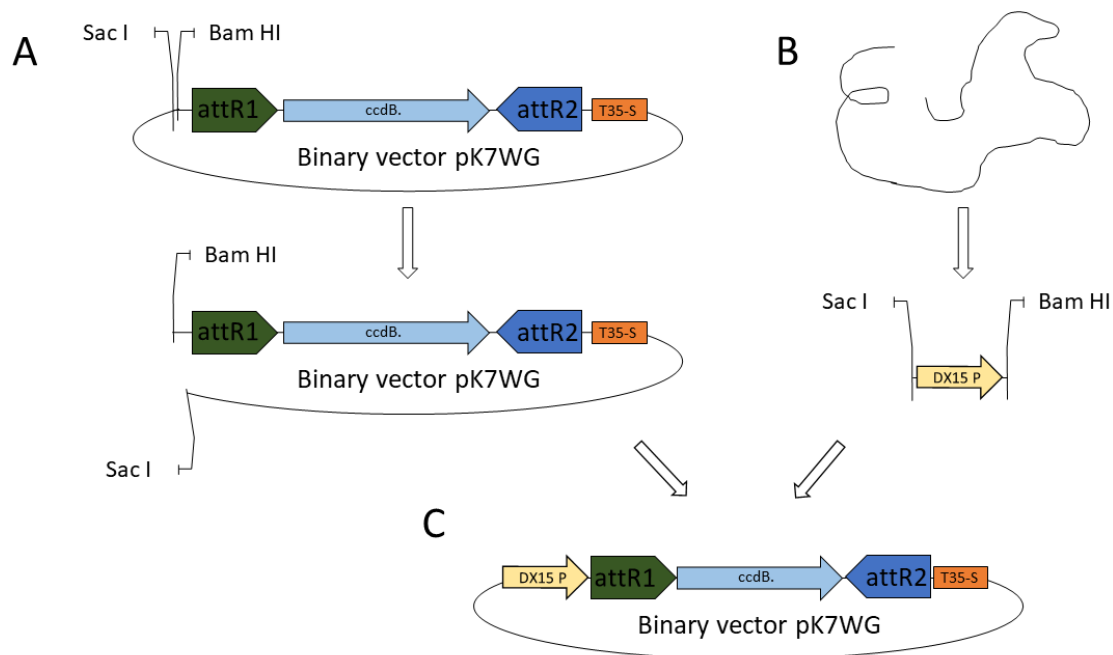 A
Sac I
Bam HI
attR1
ccdB.
attR2
T35-S
Binary vector pK7WG
Bam HI
attR1
ccdB.
attR2
T35-S
Binary vector pK7WG
Sac I
B
Sac I
Bam HI
DX15 P
C
DX15 P
attR1
ccdB.
attR2
T35-S
Binary vector pK7WG